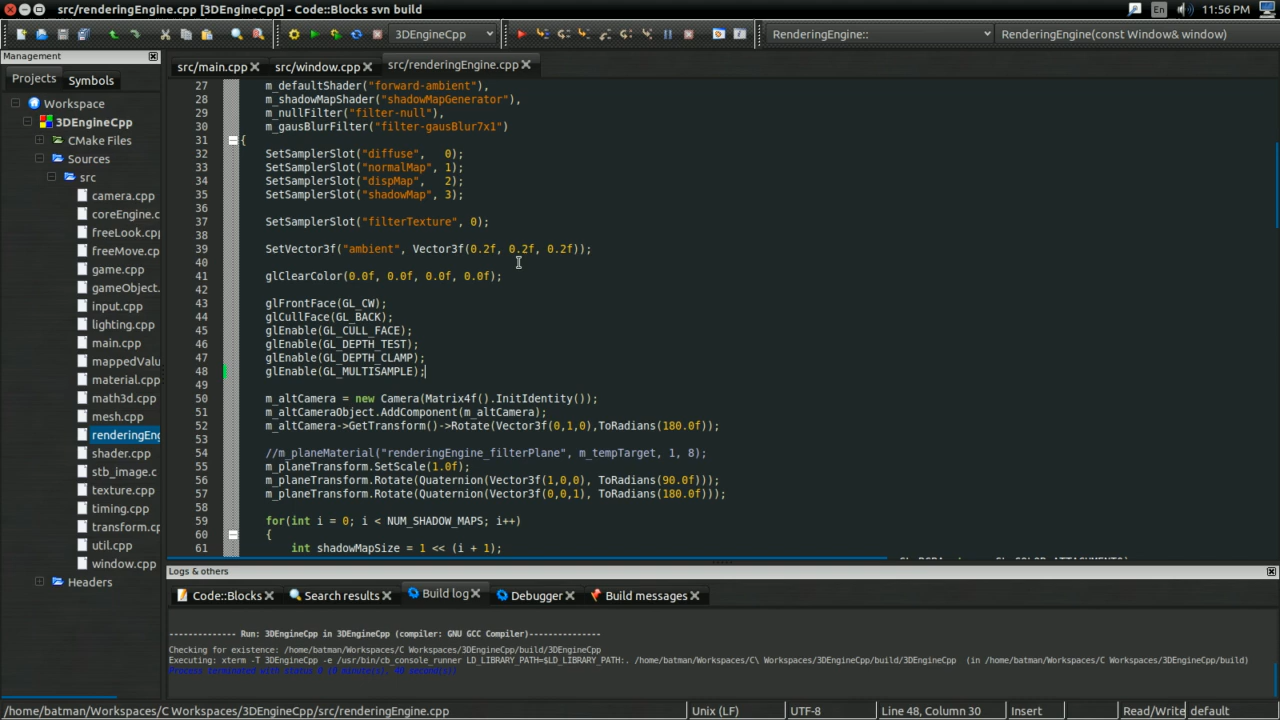 src/renderingEngine.cpp [3DEngineCpp] - Code::Blocks svn build
En
11:56 PM
3DEngineCpp
RenderingEngine::
RenderingEngine(const Window& window)
Management
Projects
Symbols
src/main.cpp
src/window.cpp
src/renderingEngine.cpp
Workspace
3DEngineCpp
CMake Files
Sources
src
camera.cpp
coreEngine.c
freeLook.cpp
freeMove.cp
game.cpp
gameObject.
input.cpp
lighting.cpp
main.cpp
mappedValu
material.cpp
math3d.cpp
mesh.cpp
renderingEng
shader.cpp
stb_image.c
texture.cpp
timing.cpp
transform.cp
util.cpp
window.cpp
Headers
27 m_defaultShader("forward-ambient"),
28 m_shadowMapShader("shadowMapGenerator"),
29 m_nullFilter("filter-null"),
30 m_gausBlurFilter("filter-gausBlur7x1")
31 {
32 SetSamplerSlot("diffuse",   0);
33 SetSamplerSlot("normalMap", 1);
34 SetSamplerSlot("dispMap",   2);
35 SetSamplerSlot("shadowMap", 3);
36
37 SetSamplerSlot("filterTexture", 0);
38
39 SetVector3f("ambient", Vector3f(0.2f, 0.2f, 0.2f));
40
41 glClearColor(0.0f, 0.0f, 0.0f, 0.0f);
42
43 glFrontFace(GL_CW);
44 glCullFace(GL_BACK);
45 glEnable(GL_CULL_FACE);
46 glEnable(GL_DEPTH_TEST);
47 glEnable(GL_DEPTH_CLAMP);
48 glEnable(GL_MULTISAMPLE);
49
50 m_altCamera = new Camera(Matrix4f().InitIdentity());
51 m_altCameraObject.AddComponent(m_altCamera);
52 m_altCamera->GetTransform()->Rotate(Vector3f(0,1,0),ToRadians(180.0f));
53
54 //m_planeMaterial("renderingEngine_filterPlane", m_tempTarget, 1, 8);
55 m_planeTransform.SetScale(1.0f);
56 m_planeTransform.Rotate(Quaternion(Vector3f(1,0,0), ToRadians(90.0f)));
57 m_planeTransform.Rotate(Quaternion(Vector3f(0,0,1), ToRadians(180.0f)));
58
59 for(int i = 0; i < NUM_SHADOW_MAPS; i++)
60 {
61 int shadowMapSize = 1 << (i + 1);
Logs & others
Code::Blocks
Search results
Build log
Debugger
Build messages
-------------- Run: 3DEngineCpp in 3DEngineCpp (compiler: GNU GCC Compiler)---------------
Checking for existence: /home/batman/Workspaces/C Workspaces/3DEngineCpp/build/3DEngineCpp
Executing: xterm -T 3DEngineCpp -e /usr/bin/cb_console_runner LD_LIBRARY_PATH=$LD_LIBRARY_PATH:. /home/batman/Workspaces/C\ Workspaces/3DEngineCpp/build/3DEngineCpp  (in /home/batman/Workspaces/C Workspaces/3DEngineCpp/build)
Process terminated with status 0 (0 minute(s), 40 second(s))
/home/batman/Workspaces/C Workspaces/3DEngineCpp/src/renderingEngine.cpp
Unix (LF)
UTF-8
Line 48, Column 30
Insert
Read/Write
default